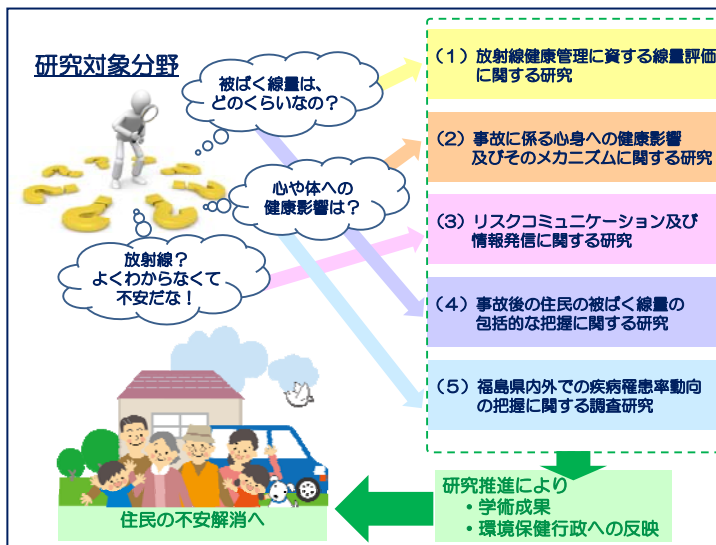 研究対象分野
被ばく線量は、
どのくらいなの？
心や体への
健康影響は？
放射線？
よくわからなくて
不安だな！
（１）放射線健康管理に資する線量評価
に関する研究
（２）事故に係る心身への健康影響
及びそのメカニズムに関する研究
（３）リスクコミュニケーション及び
情報発信に関する研究
（４）事故後の住民の被ばく線量の
包括的な把握に関する研究
（５）福島県内外での疾病罹患率動向
の把握に関する調査研究
研究推進により
・学術成果
・環境保健行政への反映
住民の不安解消へ